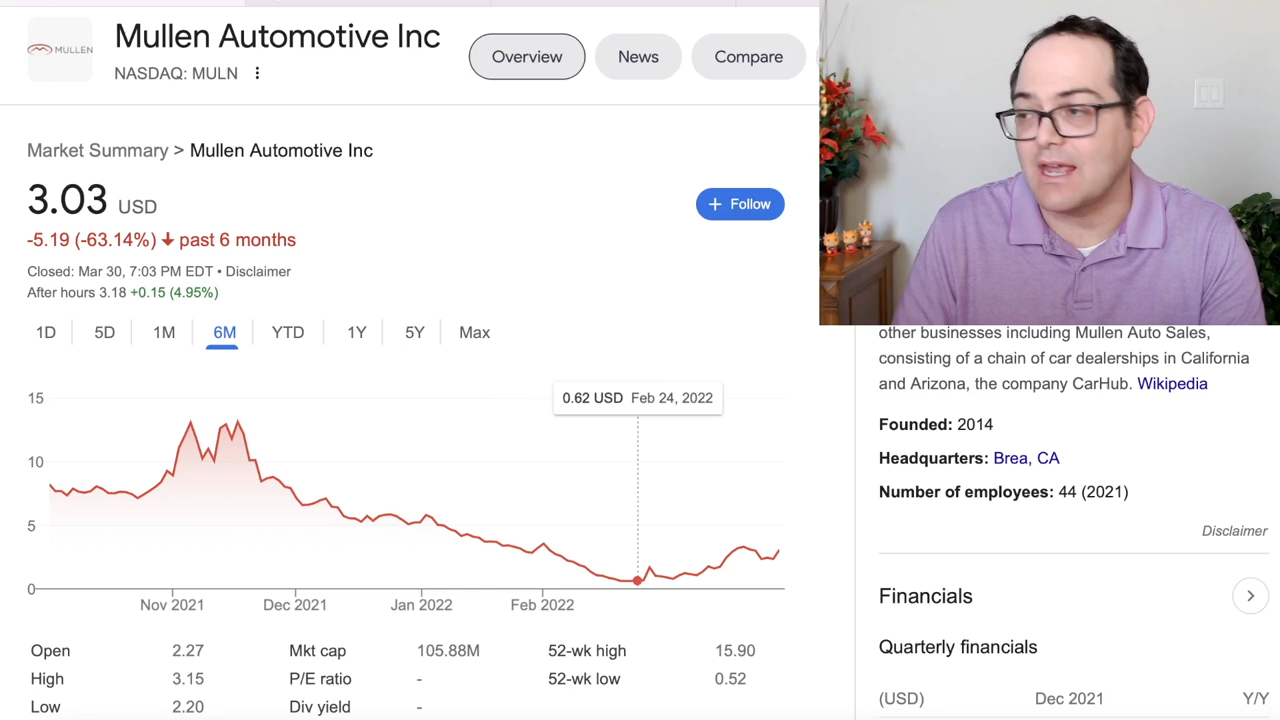 MULLEN
Mullen Automotive Inc
NASDAQ: MULN
Overview
News
Compare
Market Summary > Mullen Automotive Inc
3.03 USD
+ Follow
-5.19 (-63.14%) ↓ past 6 months
Closed: Mar 30, 7:03 PM EDT • Disclaimer
After hours 3.18 +0.15 (4.95%)
1D 5D 1M 6M YTD 1Y 5Y Max
0.62 USD Feb 24, 2022
15
10
5
0
Nov 2021 Dec 2021 Jan 2022 Feb 2022
Open 2.27 Mkt cap 105.88M 52-wk high 15.90
High 3.15 P/E ratio - 52-wk low 0.52
Low 2.20 Div yield -
other businesses including Mullen Auto Sales,
consisting of a chain of car dealerships in California
and Arizona, the company CarHub. Wikipedia
Founded: 2014
Headquarters: Brea, CA
Number of employees: 44 (2021)
Disclaimer
Financials
Quarterly financials
(USD) Dec 2021 Y/Y